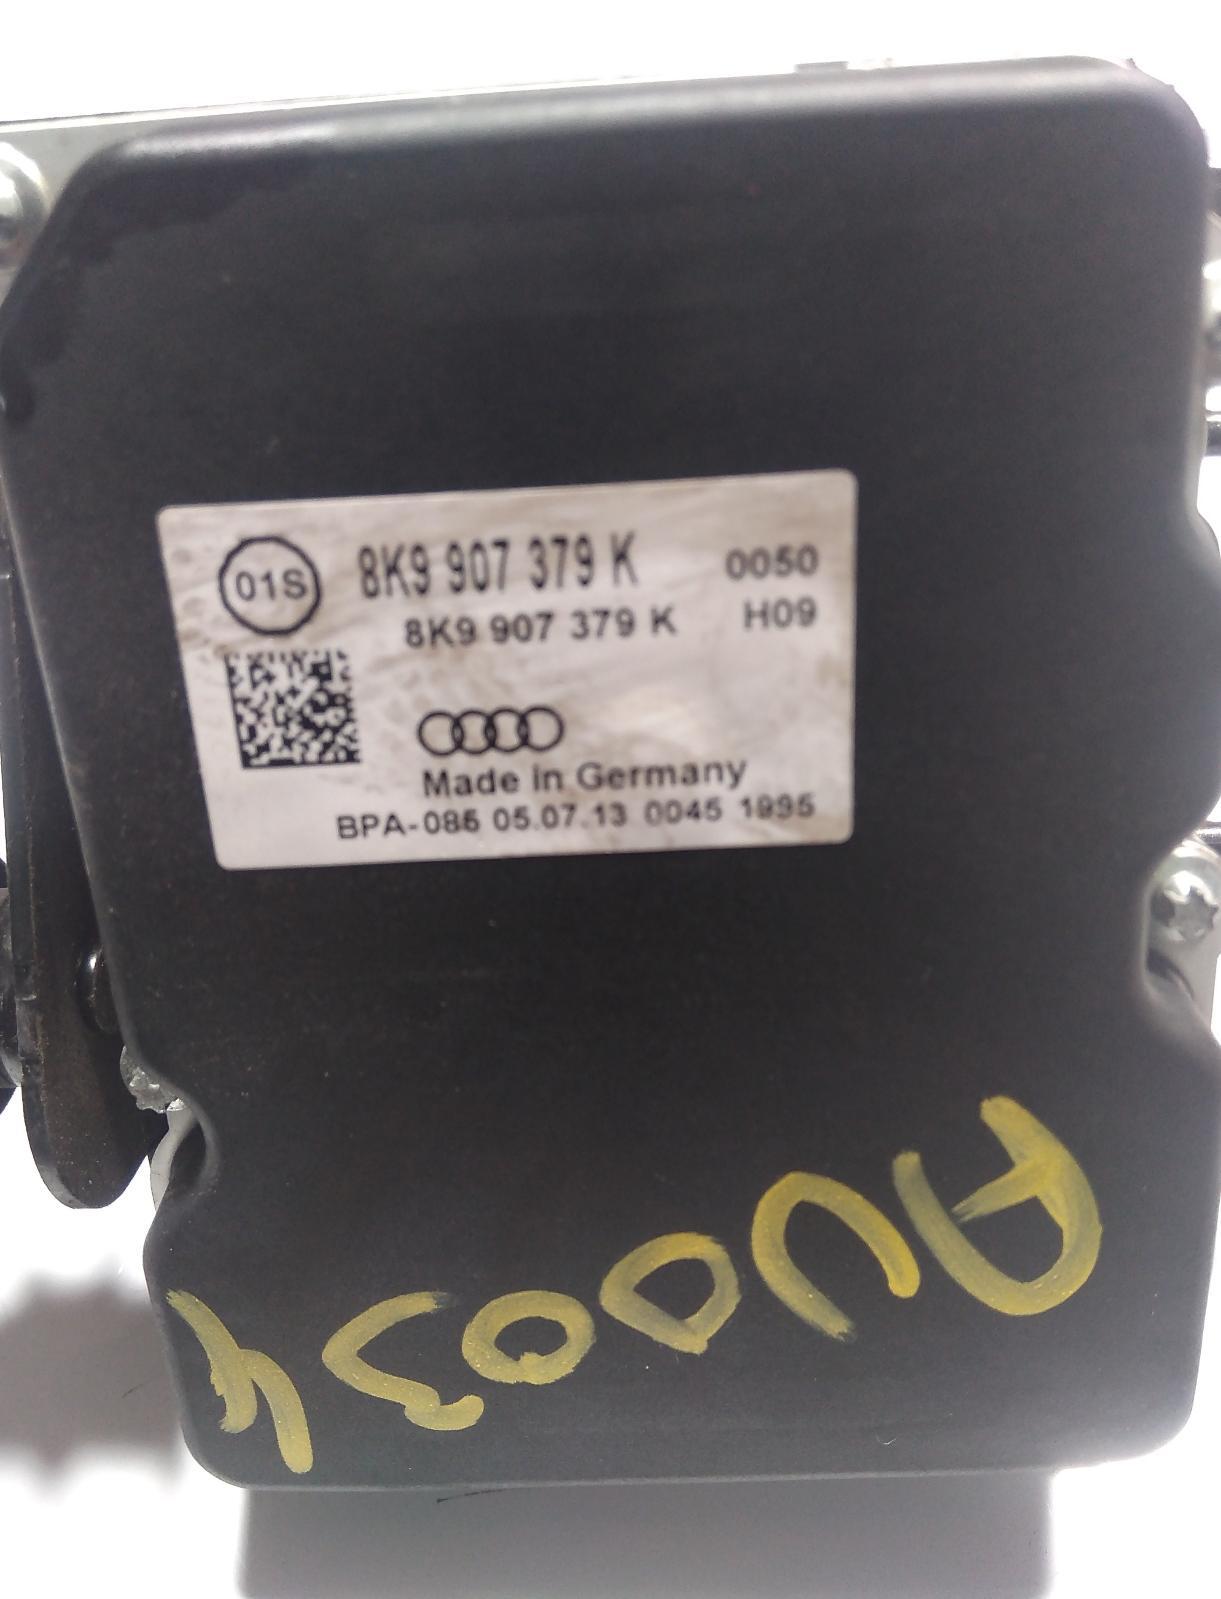 01S 8K9 907 379 K 0050
8K9 907 379 K H09
Made in Germany
BPA-085 05.07.13 0045 1995
AUD034